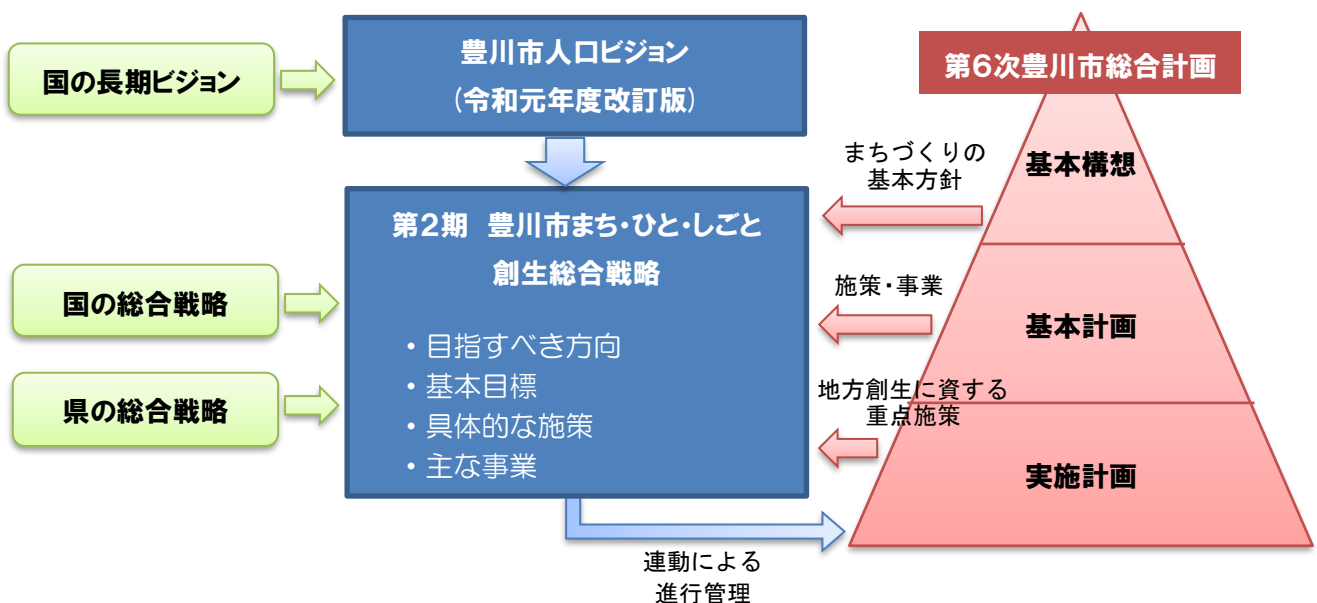 国の長期ビジョン
豊川市人口ビジョン
(令和元年度改訂版)
第6次豊川市総合計画
まちづくりの
基本方針
基本構想
第2期 豊川市まち・ひと・しごと
創生総合戦略
国の総合戦略
施策・事業
基本計画
・目指すべき方向
・基本目標
・具体的な施策
・主な事業
県の総合戦略
地方創生に資する
重点施策
実施計画
連動による
進行管理